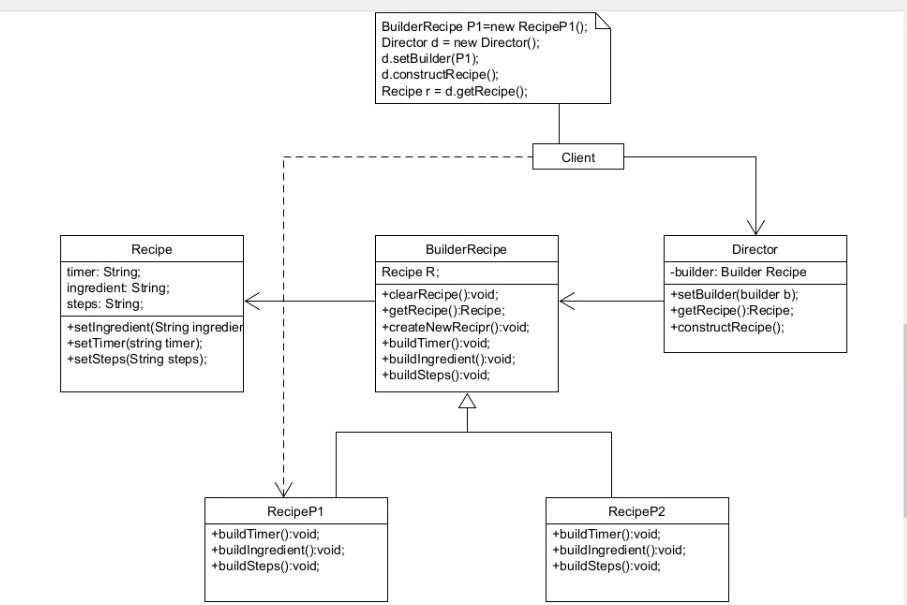 BuilderRecipe P1=new RecipeP1();
Director d = new Director();
d.setBuilder(P1);
d.constructRecipe();
Recipe r = d.getRecipe();
Client
Recipe
timer: String;
ingredient: String;
steps: String;
+setIngredient(String ingredier
+setTimer(string timer);
+setSteps(String steps);
BuilderRecipe
Recipe R;
+clearRecipe():void;
+getRecipe():Recipe;
+createNewRecipr():void;
+buildTimer():void;
+buildIngredient():void;
+buildSteps():void;
Director
-builder: Builder Recipe
+setBuilder(builder b);
+getRecipe():Recipe;
+constructRecipe();
RecipeP1
+buildTimer():void;
+buildIngredient():void;
+buildSteps():void;
RecipeP2
+buildTimer():void;
+buildIngredient():void;
+buildSteps():void;